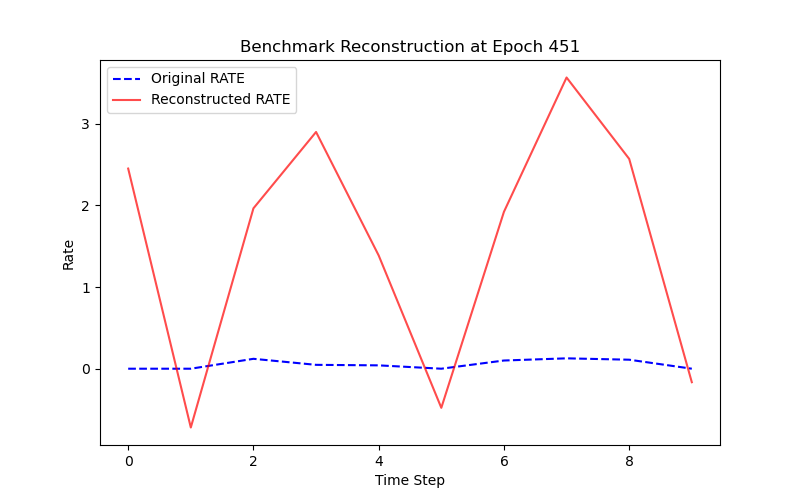 Benchmark Reconstruction at Epoch 451
Original RATE
Reconstructed RATE
3
2
1
0
Rate
0 2 4 6 8
Time Step